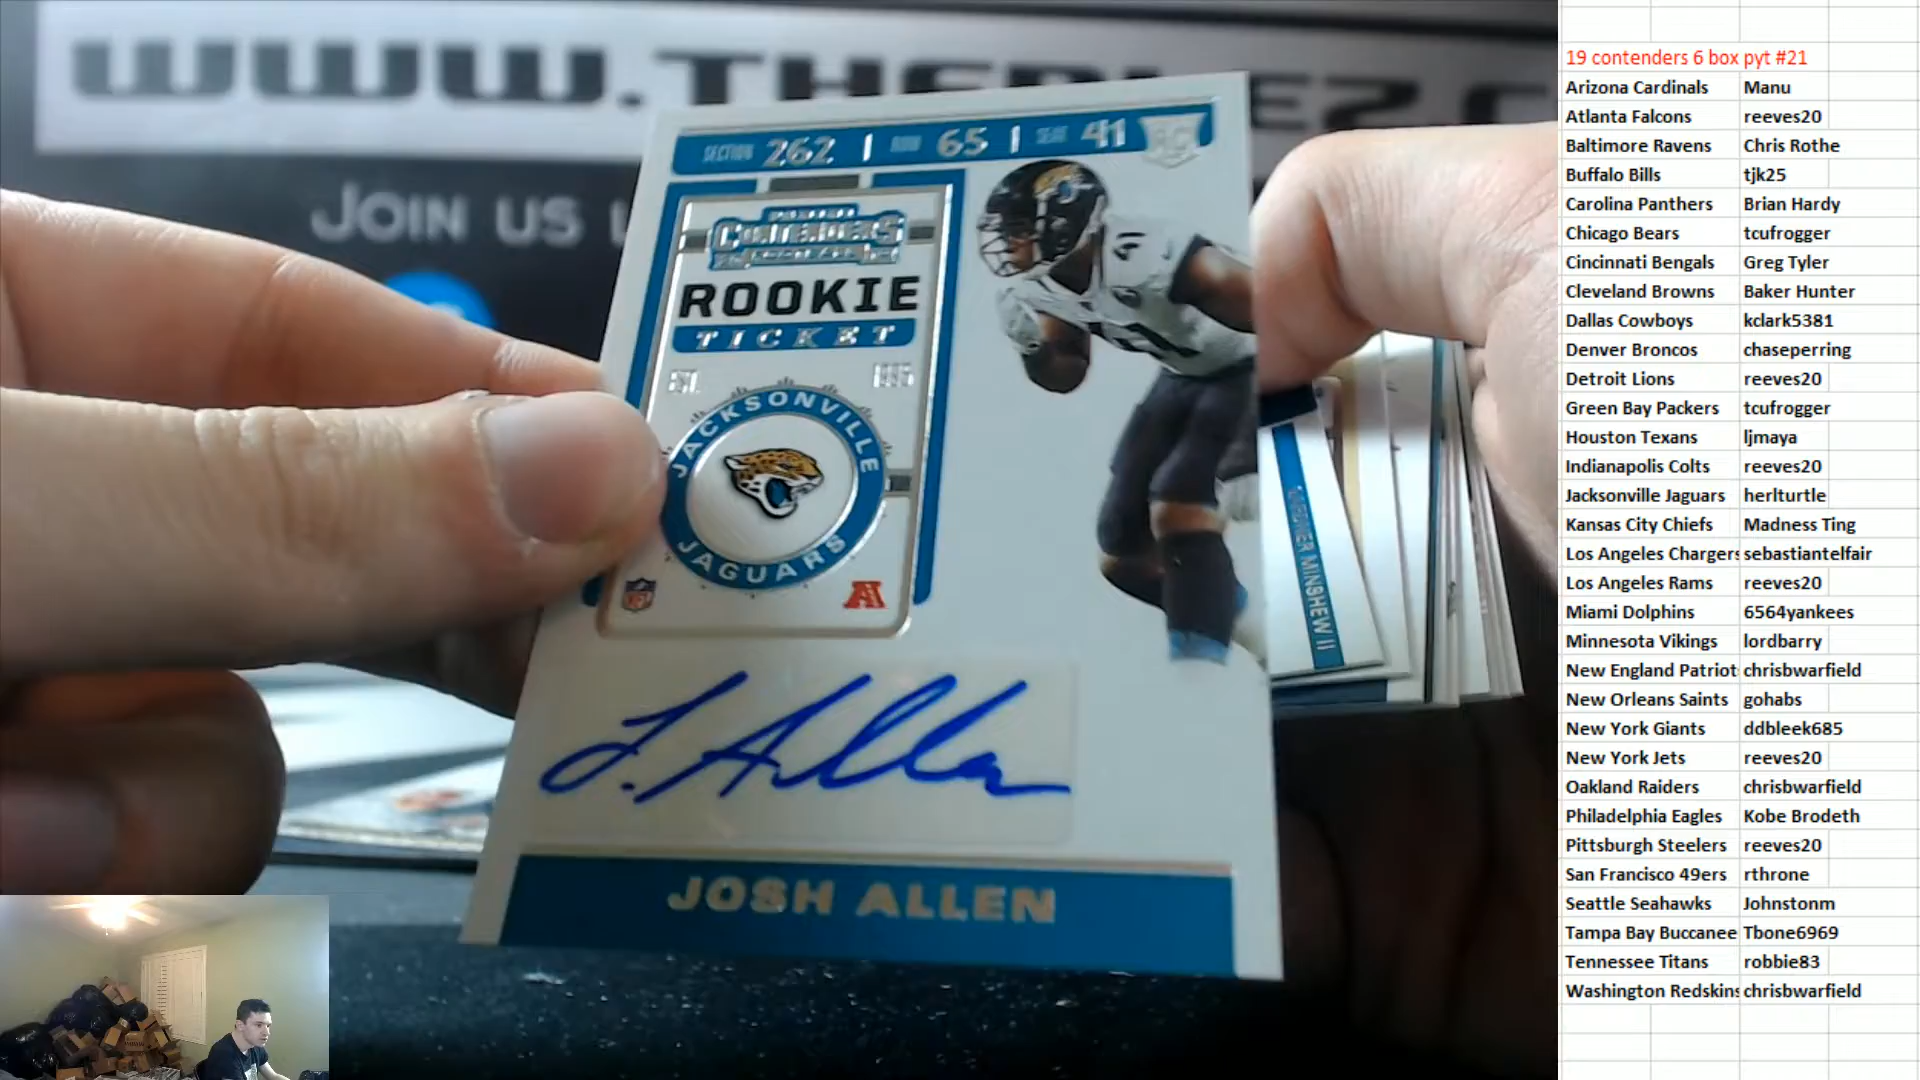 WWW.THE
JOIN US
SECTION 262 | ROW 65 | SEAT 41 RC
PANINI
CONTENDERS
ROOKIE
TICKET
JACKSONVILLE
JAGUARS
NFL
41
J. Allen
JOSH ALLEN
GARDNER MINSHEW II
19 contenders 6 box pyt #21
Arizona Cardinals Manu
Atlanta Falcons reeves20
Baltimore Ravens Chris Rothe
Buffalo Bills tjk25
Carolina Panthers Brian Hardy
Chicago Bears tcufrogger
Cincinnati Bengals Greg Tyler
Cleveland Browns Baker Hunter
Dallas Cowboys kclark5381
Denver Broncos chaseperring
Detroit Lions reeves20
Green Bay Packers tcufrogger
Houston Texans ljmaya
Indianapolis Colts reeves20
Jacksonville Jaguars herlturtle
Kansas City Chiefs Madness Ting
Los Angeles Chargers sebastiantelfair
Los Angeles Rams reeves20
Miami Dolphins 6564yankees
Minnesota Vikings lordbarry
New England Patriot chrisbwarfield
New Orleans Saints gohabs
New York Giants ddbleek685
New York Jets reeves20
Oakland Raiders chrisbwarfield
Philadelphia Eagles Kobe Brodeth
Pittsburgh Steelers reeves20
San Francisco 49ers rthrone
Seattle Seahawks Johnstonm
Tampa Bay Buccanee Tbone6969
Tennessee Titans robbie83
Washington Redskins chrisbwarfield